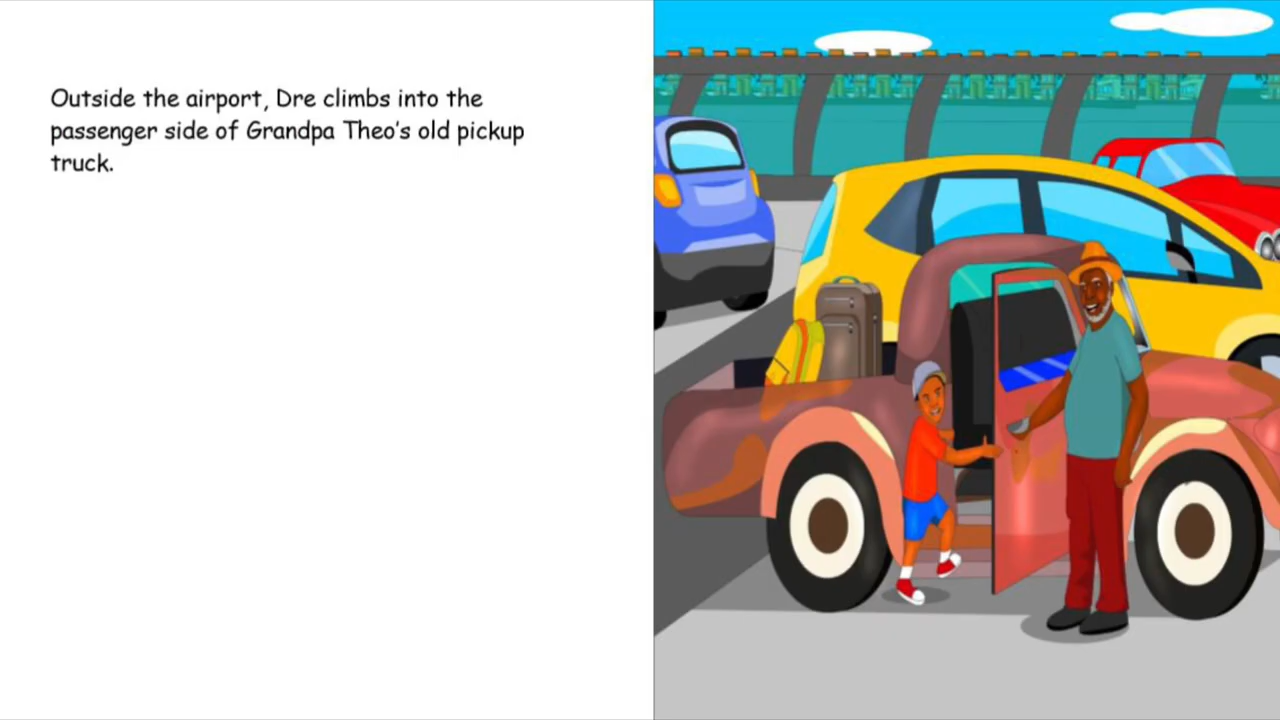 Outside the airport, Dre climbs into the
passenger side of Grandpa Theo's old pickup
truck.